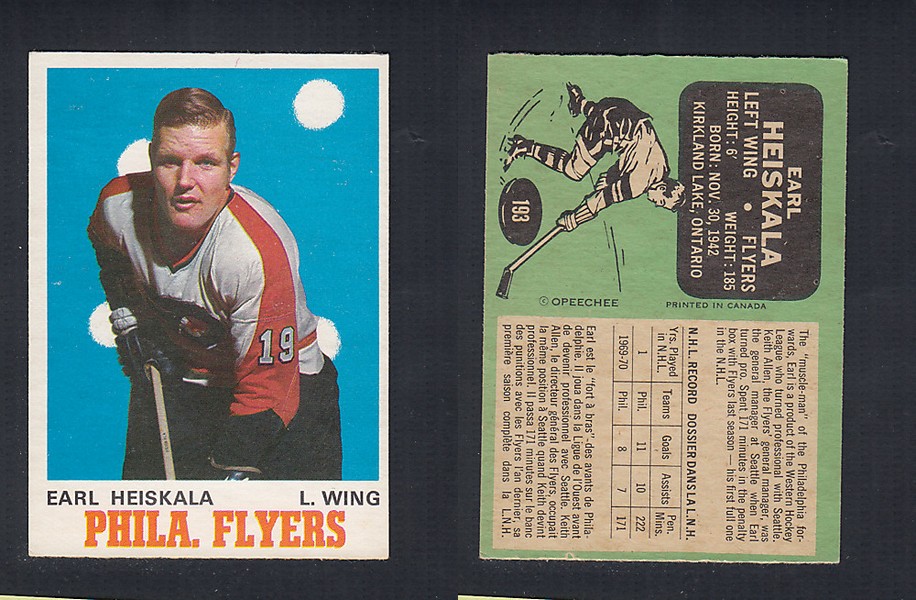 19
EARL HEISKALA L. WING
PHILA. FLYERS
EARL
HEISKALA
LEFT WING • FLYERS
HEIGHT: 6' WEIGHT: 185
BORN: NOV. 30, 1942
KIRKLAND LAKE, ONTARIO
193
© OPEECHEE
PRINTED IN CANADA
The "muscle-man" of the Philadelphia for-
wards, Earl is a product of the Western Hockey
League who turned professional with Seattle.
Keith Allen, the Flyers' general manager, was
the general manager at Seattle when Earl
turned pro. Spent 171 minutes in the penalty
box with Flyers last season — his first full one
in the N.H.L.
N.H.L. RECORD DOSSIER DANS LA L.N.H.
Yrs. Played Teams Goals Assists Pen.
in N.H.L. Mins.
1 Phil. 11 10 222
1969-70 Phil. 8 7 171
Earl est le "fort à bras" des avants de Phila-
delphie. Il joua dans la Ligue de l'Ouest avant
de devenir professionnel avec Seattle. Keith
Allen, le directeur général des Flyers, occupait
la même position à Seattle quand Keith devint
professionnel. Il passa 171 minutes sur le banc
des punitions avec les Flyers l'an dernier, sa
première saison complète dans la L.N.H.